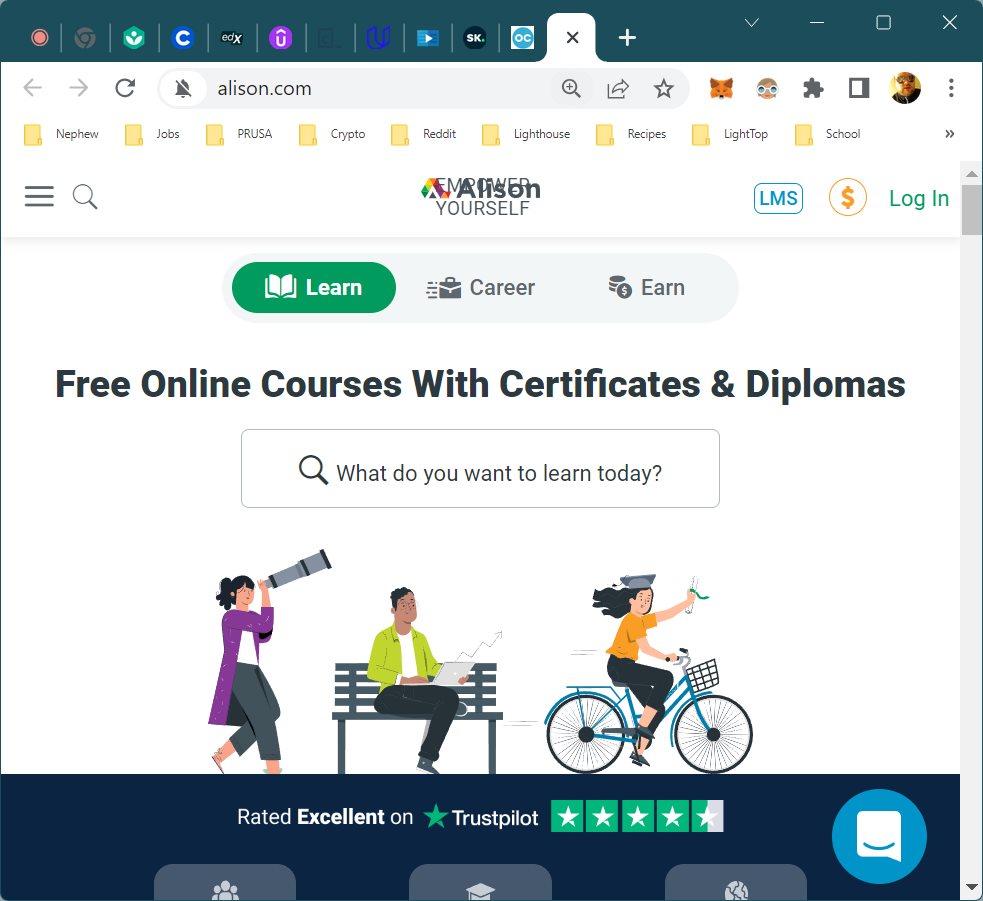 edX
SK.
OC
alison.com
Nephew Jobs PRUSA Crypto Reddit Lighthouse Recipes LightTop School »
EMPOWER
Alison
YOURSELF
LMS $ Log In
Learn Career Earn
Free Online Courses With Certificates & Diplomas
What do you want to learn today?
Rated Excellent on Trustpilot